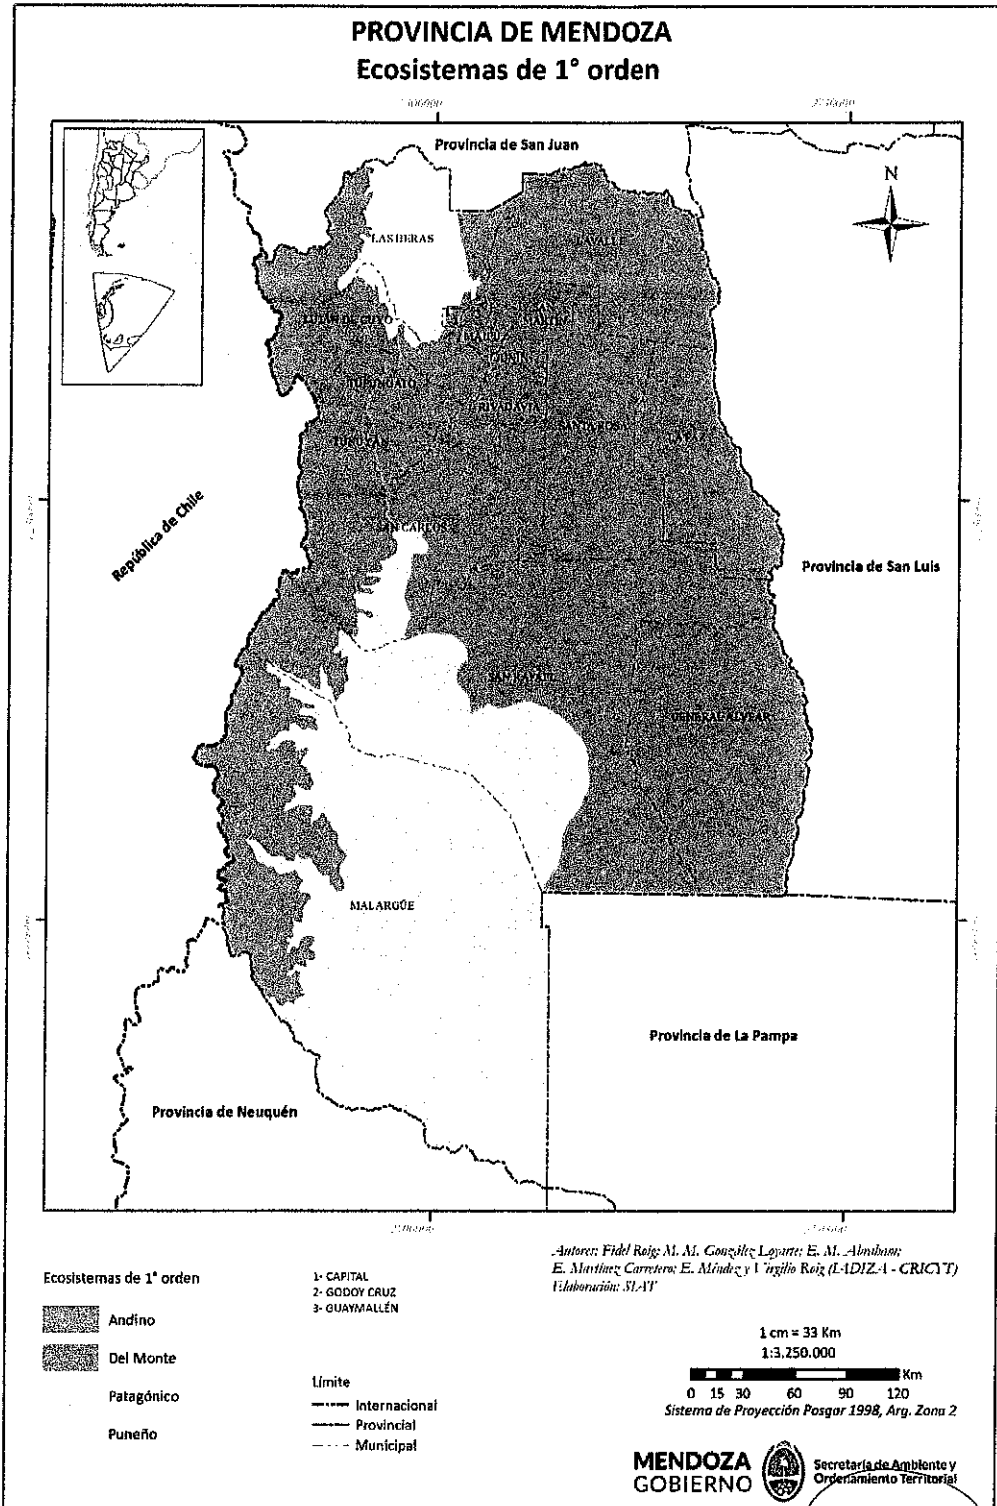 PROVINCIA DE MENDOZA
Ecosistemas de 1° orden
Provincia de San Juan
N
LAS HERAS
LAVALLE
LUJÁN DE CUYO
MAIPÚ
JUNÍN
TUPUNGATO
RIVADAVIA
SANTA ROSA
LA PAZ
TUNUYÁN
República de Chile
SAN CARLOS
Provincia de San Luis
SAN RAFAEL
GENERAL ALVEAR
MALARGÜE
Provincia de La Pampa
Provincia de Neuquén
Autores: Fidel Roig; M. M. González Loyarte; E. M. Abraham;
E. Martínez Carretero; E. Méndez y Virgilio Roig (LADIZA - CRICYT)
Elaboración: SIAT
Ecosistemas de 1° orden
Andino
Del Monte
Patagónico
Puneño
1- CAPITAL
2- GODOY CRUZ
3- GUAYMALLÉN
Límite
Internacional
Provincial
Municipal
1 cm = 33 Km
1:3,250.000
Km
0 15 30 60 90 120
Sistema de Proyección Posgar 1998, Arg. Zona 2
MENDOZA
GOBIERNO
Secretaría de Ambiente y
Ordenamiento Territorial